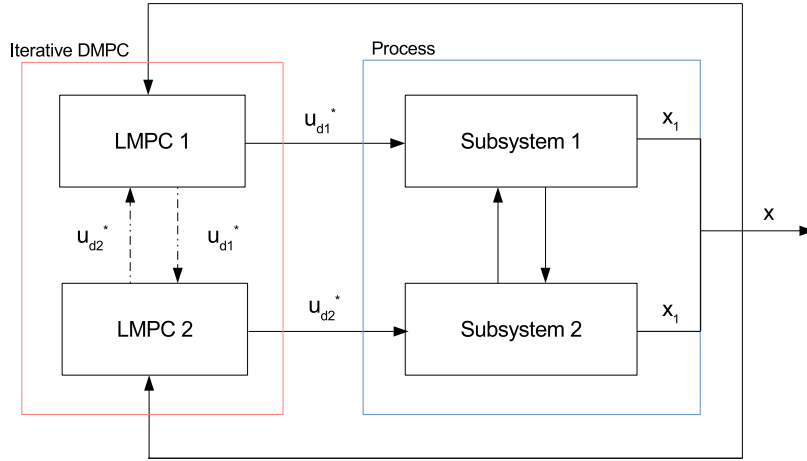 Iterative DMPC
Process
LMPC 1
u_d1*
Subsystem 1
x_1
u_d2*
u_d1*
x
LMPC 2
u_d2*
Subsystem 2
x_1